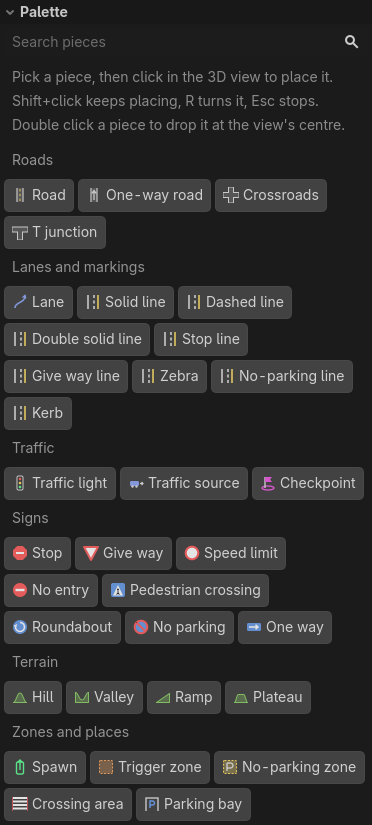 Palette
Search pieces
Pick a piece, then click in the 3D view to place it.
Shift+click keeps placing, R turns it, Esc stops.
Double click a piece to drop it at the view's centre.
Roads
Road One-way road Crossroads
T junction
Lanes and markings
Lane Solid line Dashed line
Double solid line Stop line
Give way line Zebra No-parking line
Kerb
Traffic
Traffic light Traffic source Checkpoint
Signs
Stop Give way Speed limit
No entry Pedestrian crossing
Roundabout No parking One way
Terrain
Hill Valley Ramp Plateau
Zones and places
Spawn Trigger zone No-parking zone
Crossing area Parking bay